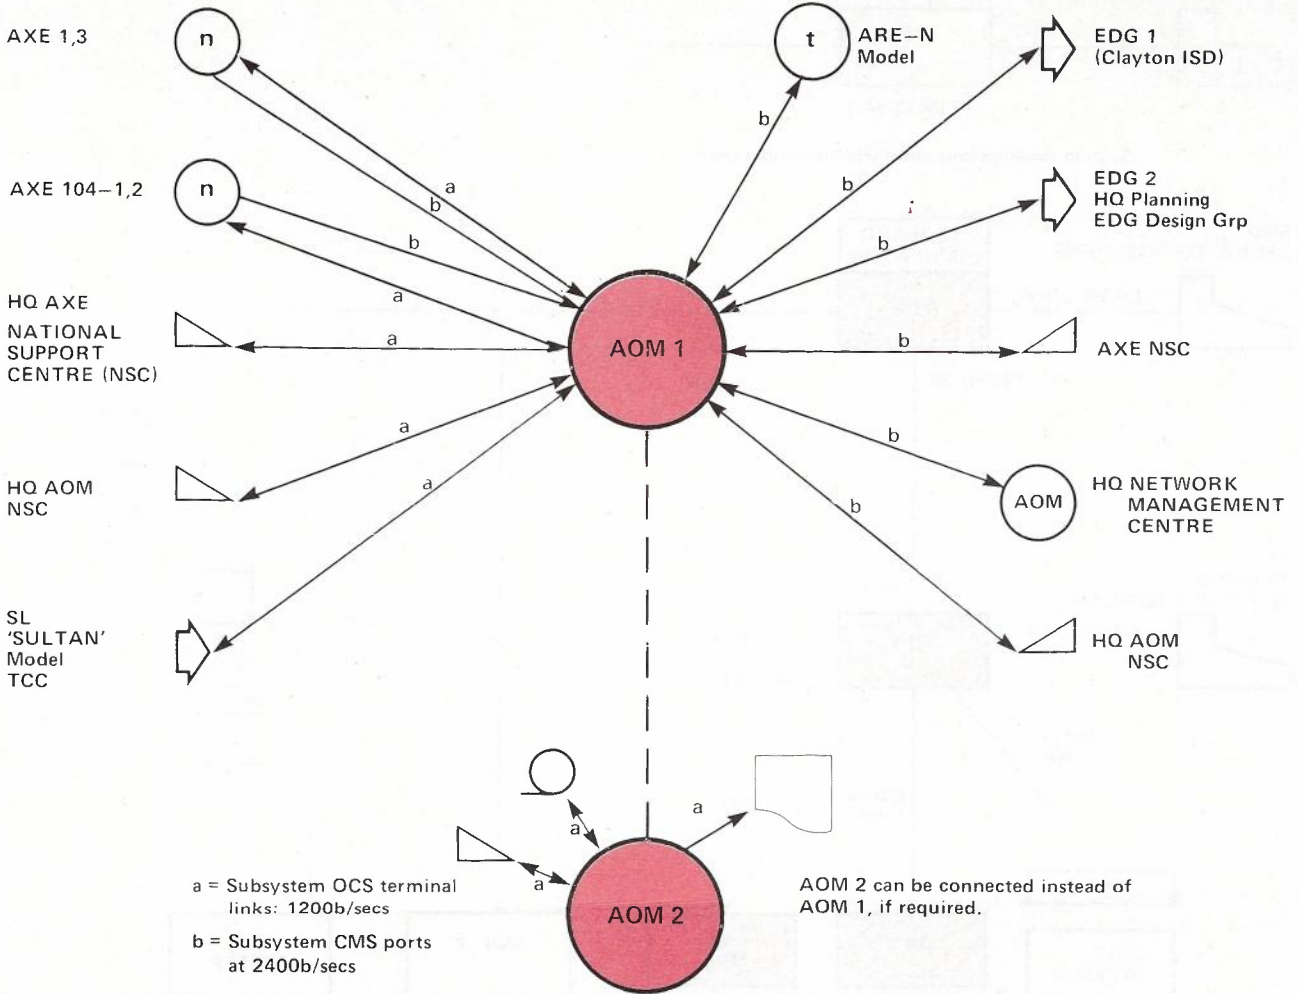 AXE 1,3
n
AXE 104–1,2
n
HQ AXE
NATIONAL
SUPPORT
CENTRE (NSC)
HQ AOM
NSC
SL
‘SULTAN’
Model
TCC
t
ARE–N
Model
EDG 1
(Clayton ISD)
EDG 2
HQ Planning
EDG Design Grp
AXE NSC
AOM
HQ NETWORK
MANAGEMENT
CENTRE
HQ AOM
NSC
a
b
b
a
a
a
a
b
b
b
b
b
b
AOM 1
a
a
a
AOM 2
a = Subsystem OCS terminal
links: 1200b/secs
b = Subsystem CMS ports
at 2400b/secs
AOM 2 can be connected instead of
AOM 1, if required.